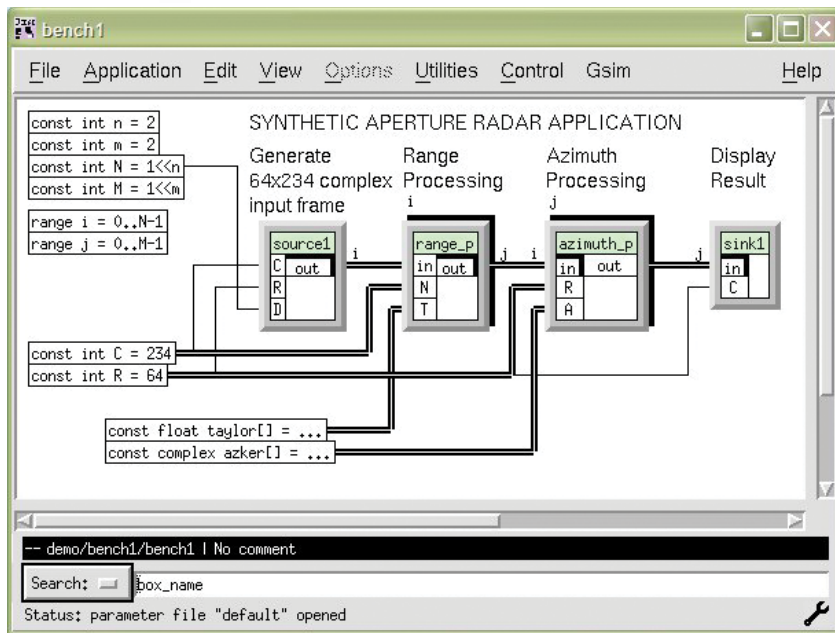 bench1
File Application Edit View Options Utilities Control Gsim Help
const int n = 2
const int m = 2
const int N = 1<<n
const int M = 1<<m
range i = 0..N-1
range j = 0..M-1
SYNTHETIC APERTURE RADAR APPLICATION
Generate
64x234 complex
input frame
Range
Processing
Azimuth
Processing
Display
Result
i
j
source1
C out
R
D
i
range_p
in out
N
T
j i
azimuth_p
in out
R
A
j
sink1
in
C
const int C = 234
const int R = 64
const float taylor[] = ...
const complex azker[] = ...
-- demo/bench1/bench1 | No comment
Search: box_name
Status: parameter file "default" opened